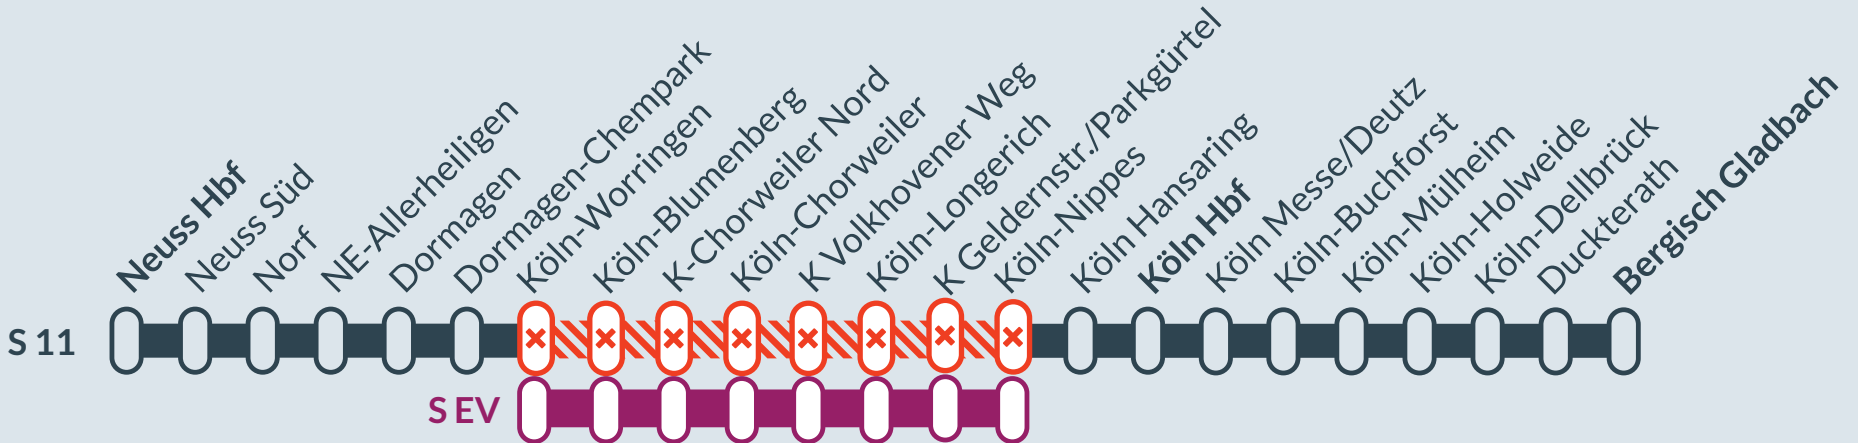 Neuss Hbf
Neuss Süd
Norf
NE-Allerheiligen
Dormagen
Dormagen-Chempark
Köln-Worringen
Köln-Blumenberg
K-Chorweiler Nord
Köln-Chorweiler
K Volkhovener Weg
Köln-Longerich
K Geldernstr./Parkgürtel
Köln-Nippes
Köln Hansaring
Köln Hbf
Köln Messe/Deutz
Köln-Buchforst
Köln-Mülheim
Köln-Holweide
Köln-Dellbrück
Duckterath
Bergisch Gladbach
S 11
S EV